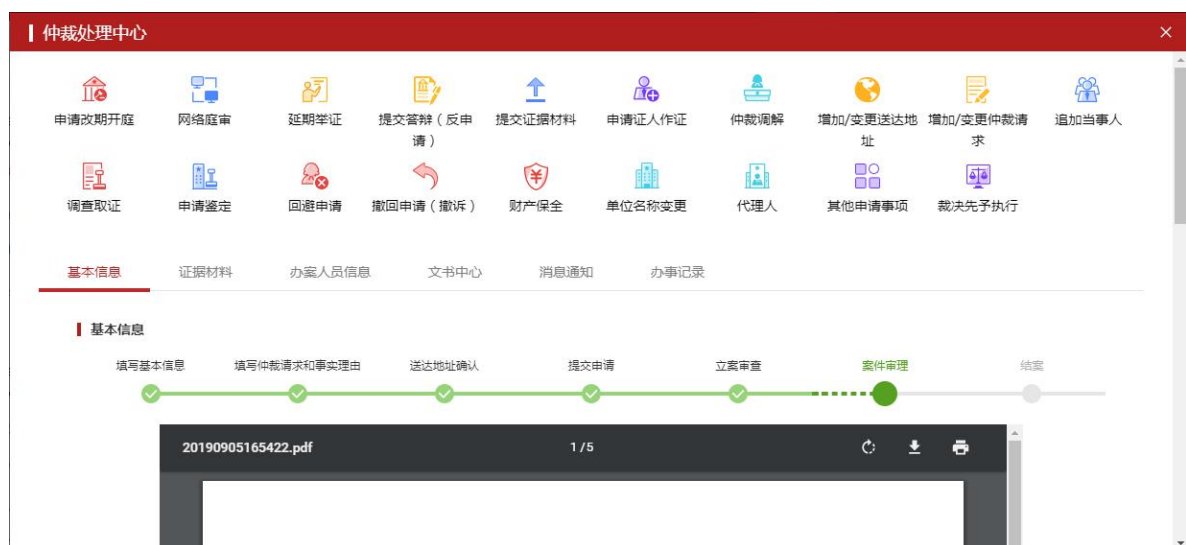 仲裁处理中心
申请改期开庭 网络庭审 延期举证 提交答辩（反申请） 提交证据材料 申请证人作证 仲裁调解 增加/变更送达地址 增加/变更仲裁请求 追加当事人
调查取证 申请鉴定 回避申请 撤回申请（撤诉） 财产保全 单位名称变更 代理人 其他申请事项 裁决先予执行
基本信息 证据材料 办案人员信息 文书中心 消息通知 办事记录
基本信息
填写基本信息 填写仲裁请求和事实理由 送达地址确认 提交申请 立案审查 案件审理 结案
20190905165422.pdf 1/5